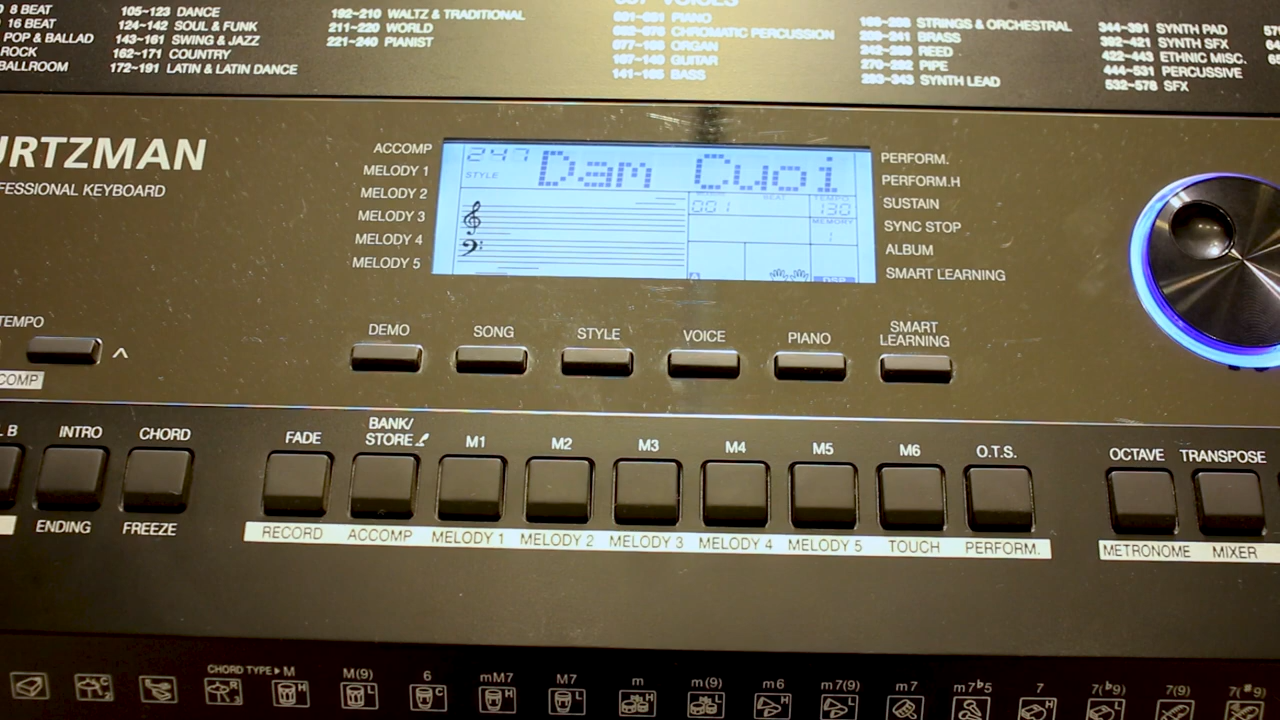 8 BEAT
16 BEAT
POP & BALLAD
ROCK
BALLROOM
105~123 DANCE
124~142 SOUL & FUNK
143~161 SWING & JAZZ
162~171 COUNTRY
172~191 LATIN & LATIN DANCE
192~210 WALTZ & TRADITIONAL
211~220 WORLD
221~240 PIANIST
VOICES
PIANO
CHROMATIC PERCUSSION
ORGAN
GUITAR
BASS
STRINGS & ORCHESTRAL
BRASS
REED
PIPE
SYNTH LEAD
344~391 SYNTH PAD
392~421 SYNTH SFX
422~443 ETHNIC MISC.
444~531 PERCUSSIVE
532~578 SFX
URTZMAN
FESSIONAL KEYBOARD
ACCOMP
MELODY 1
MELODY 2
MELODY 3
MELODY 4
MELODY 5
247 Dam Cuoi
STYLE
001
BEAT
TEMPO
130
MEMORY
1
DSP
PERFORM.
PERFORM.H
SUSTAIN
SYNC STOP
ALBUM
SMART LEARNING
TEMPO
COMP
DEMO
SONG
STYLE
VOICE
PIANO
SMART
LEARNING
B
INTRO
CHORD
ENDING
FREEZE
FADE
BANK/
STORE
M1
M2
M3
M4
M5
M6
O.T.S.
RECORD
ACCOMP
MELODY 1
MELODY 2
MELODY 3
MELODY 4
MELODY 5
TOUCH
PERFORM.
OCTAVE
TRANSPOSE
METRONOME
MIXER
CHORD TYPE ▸ M
M(9)
6
mM7
M7
m
m(9)
m6
m7(9)
m7
m7♭5
7
7(♭9)
7(9)
7(#9)